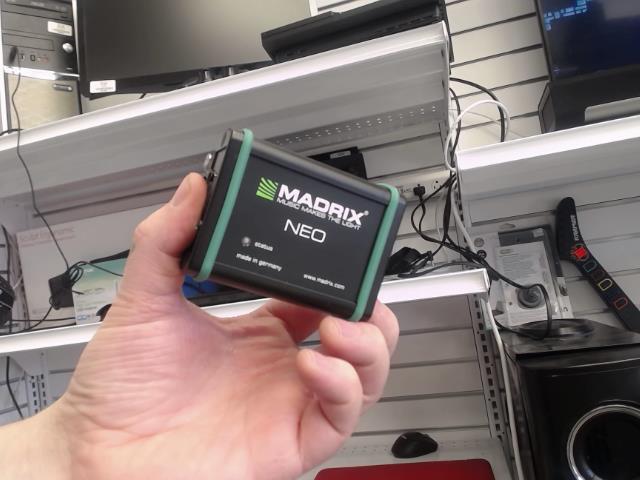 MADRIX®
MUSIC MAKES THE LIGHT
NEO
status
made in germany
www.madrix.com